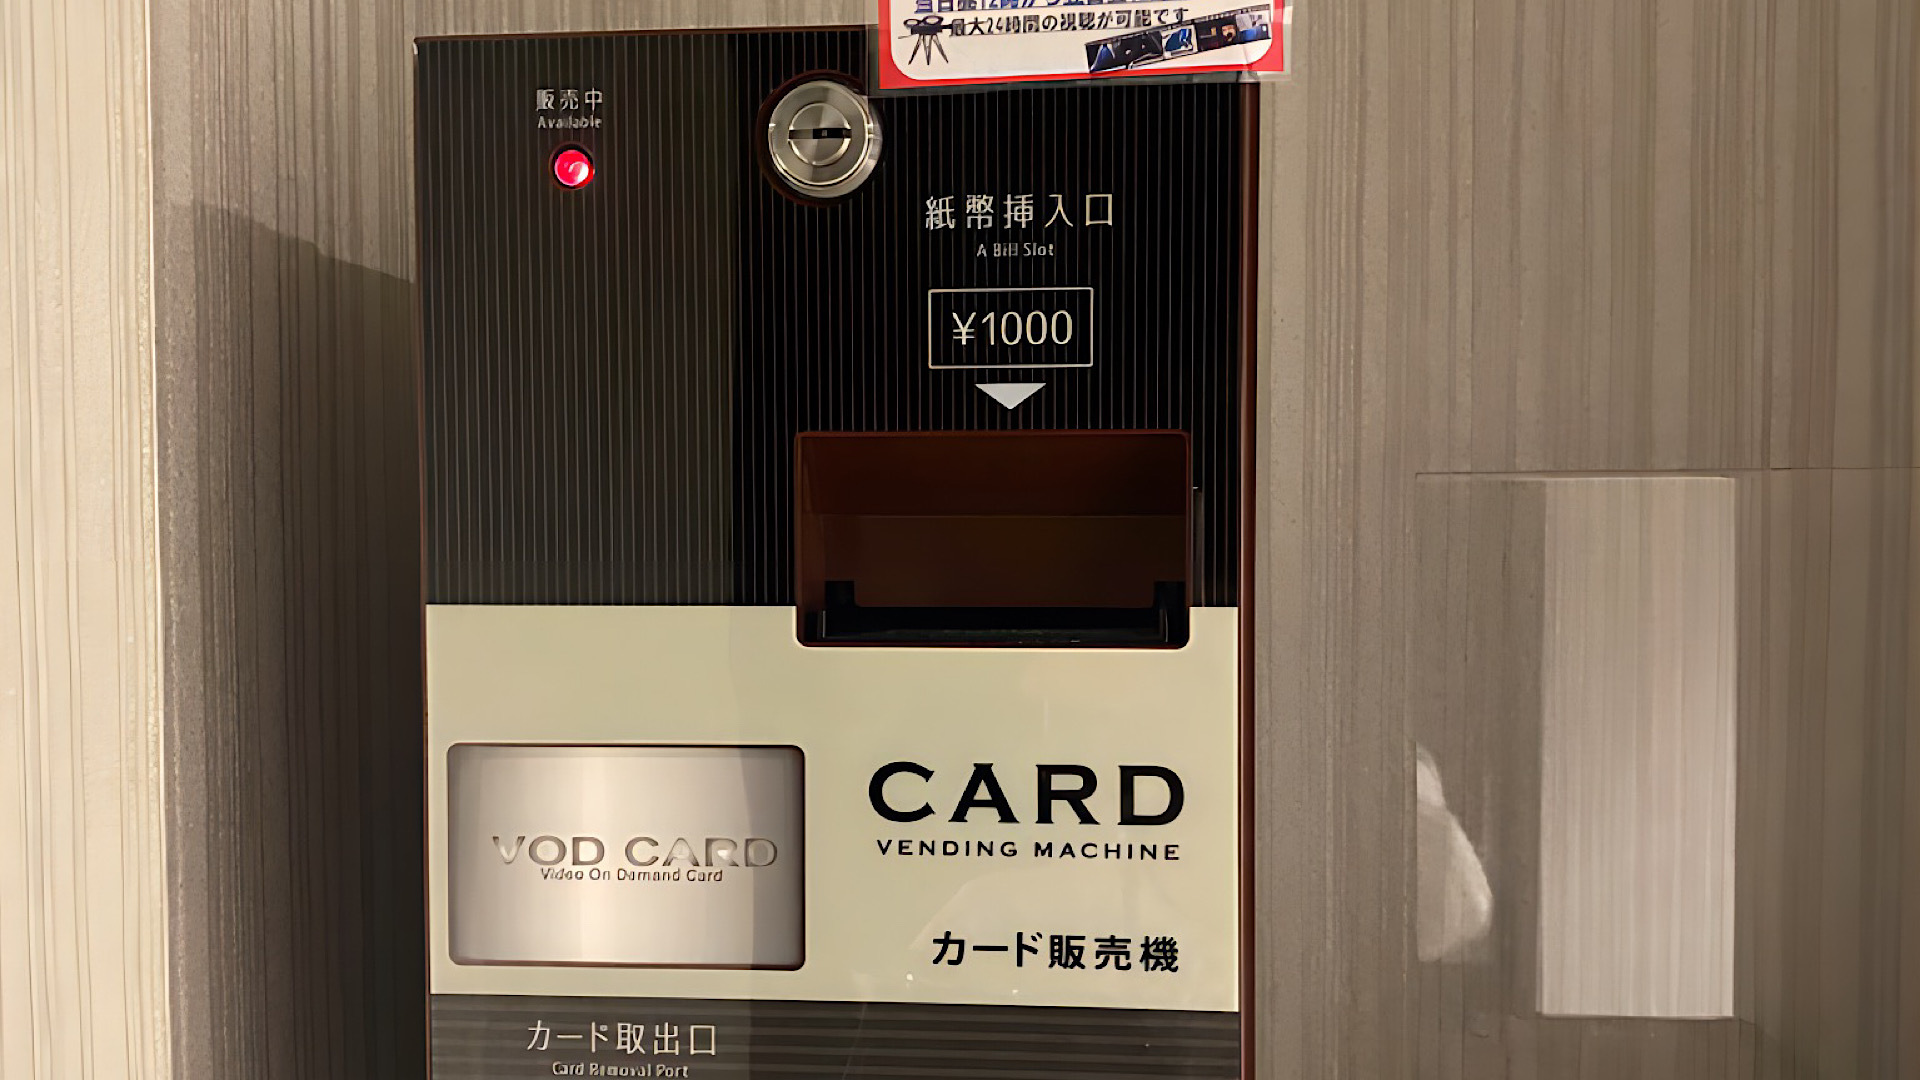 最大24時間の視聴が可能です
販売中
Available
紙幣挿入口
A Bill Slot
¥1000
VOD CARD
Video On Demand Card
CARD
VENDING MACHINE
カード販売機
カード取出口
Card Removal Port